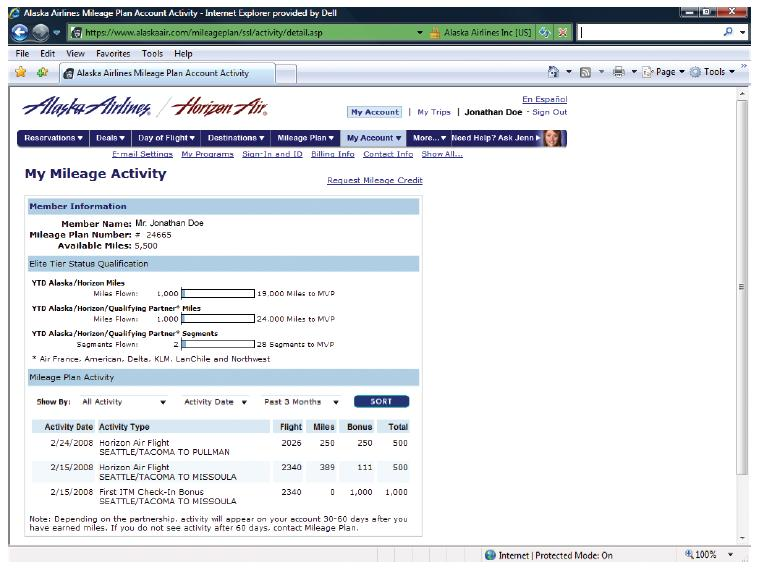 Alaska Airlines Mileage Plan Account Activity - Internet Explorer provided by Dell
https://www.alaskaair.com/mileageplan/ssl/activity/detail.asp Alaska Airlines Inc [US]
File Edit View Favorites Tools Help
Alaska Airlines Mileage Plan Account Activity Page Tools
Alaska Airlines / Horizon Air.
En Español
My Account | My Trips | Jonathan Doe - Sign Out
Reservations Deals Day of Flight Destinations Mileage Plan My Account More... Need Help? Ask Jenn
E-mail Settings My Programs Sign-In and ID Billing Info Contact Info Show All...
My Mileage Activity
Request Mileage Credit
Member Information
Member Name: Mr. Jonathan Doe
Mileage Plan Number: # 24665
Available Miles: 5,500
Elite Tier Status Qualification
YTD Alaska/Horizon Miles
Miles Flown: 1,000 19,000 Miles to MVP
YTD Alaska/Horizon/Qualifying Partner* Miles
Miles Flown: 1,000 24,000 Miles to MVP
YTD Alaska/Horizon/Qualifying Partner* Segments
Segments Flown: 2 28 Segments to MVP
* Air France, American, Delta, KLM, LanChile and Northwest
Mileage Plan Activity
Show By: All Activity Activity Date Past 3 Months SORT
Activity Date Activity Type Flight Miles Bonus Total
2/24/2008 Horizon Air Flight 2026 250 250 500
SEATTLE/TACOMA TO PULLMAN
2/15/2008 Horizon Air Flight 2340 389 111 500
SEATTLE/TACOMA TO MISSOULA
2/15/2008 First ITM Check-In Bonus 2340 0 1,000 1,000
SEATTLE/TACOMA TO MISSOULA
Note: Depending on the partnership, activity will appear on your account 30-60 days after you
have earned miles. If you do not see activity after 60 days, contact Mileage Plan.
Internet | Protected Mode: On 100%